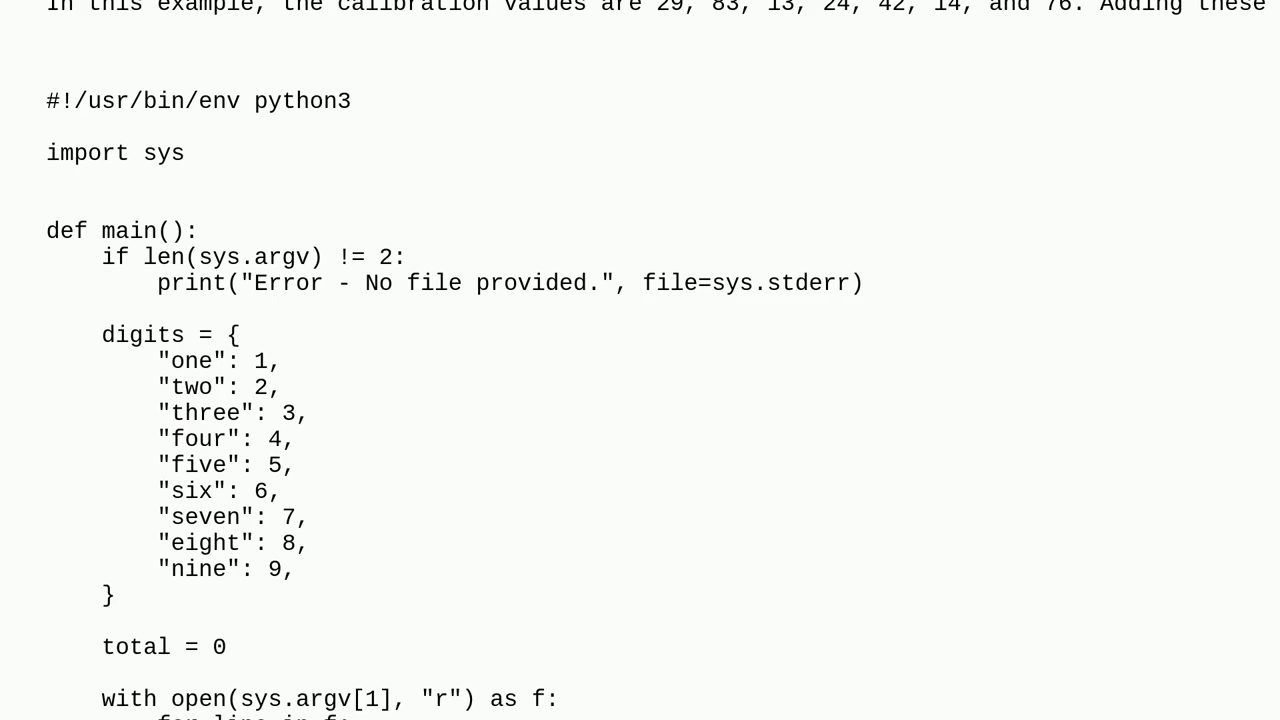 In this example, the calibration values are 29, 83, 13, 24, 42, 14, and 76. Adding these
#!/usr/bin/env python3
import sys
def main():
    if len(sys.argv) != 2:
        print("Error - No file provided.", file=sys.stderr)
    digits = {
        "one": 1,
        "two": 2,
        "three": 3,
        "four": 4,
        "five": 5,
        "six": 6,
        "seven": 7,
        "eight": 8,
        "nine": 9,
    }
    total = 0
    with open(sys.argv[1], "r") as f:
        for line in f: